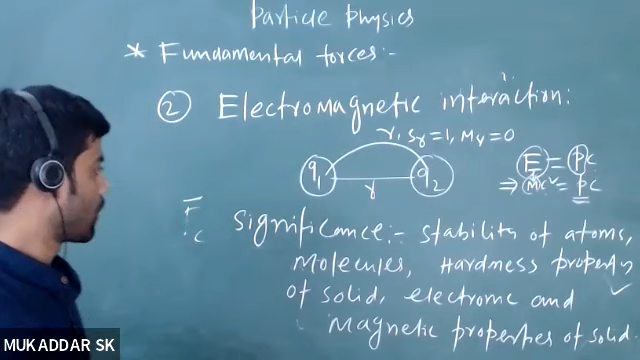 Particle physics
* Fundamental forces:-
② Electromagnetic interaction:
γ, Sγ=1, Mγ=0
q1 q2
r
E = pc
⇒ mc² = pc
F
c
Significance:- stability of atoms,
Molecules, Hardness property
of solid, electronic and
Magnetic properties of solid.
MUKADDAR SK